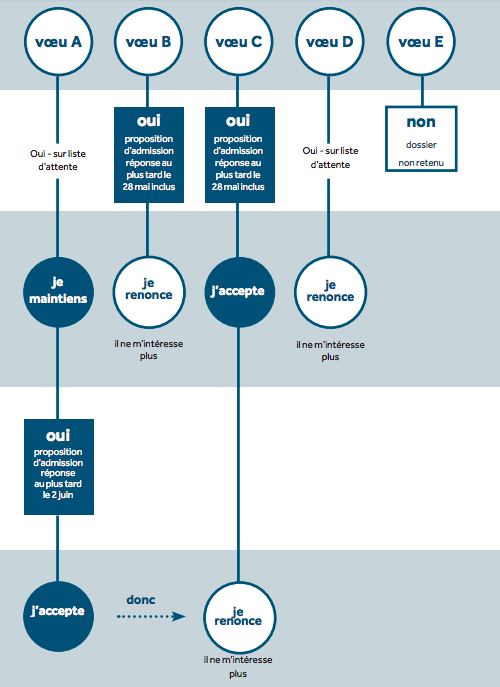 vœu A
vœu B
vœu C
vœu D
vœu E
Oui - sur liste
d'attente
oui
proposition
d'admission
réponse au
plus tard le
28 mai inclus
oui
proposition
d'admission
réponse au
plus tard le
28 mai inclus
Oui - sur liste
d'attente
non
dossier
non retenu
je
maintiens
je
renonce
il ne m'intéresse
plus
j'accepte
je
renonce
il ne m'intéresse
plus
oui
proposition
d'admission
réponse
au plus tard
le 2 juin
j'accepte
donc
je
renonce
il ne m'intéresse
plus